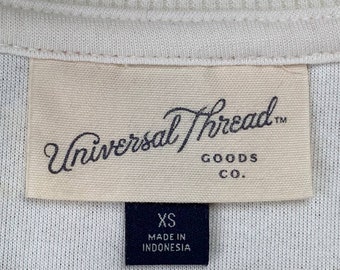 Universal Thread™
GOODS
CO.
XS
MADE IN
INDONESIA